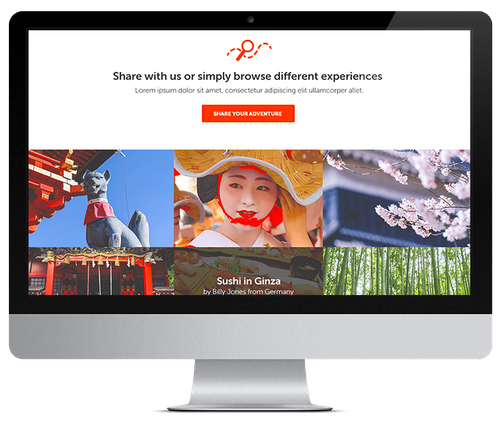 Share with us or simply browse different experiences
Lorem ipsum dolor sit amet, consectetur adipiscing elit ullamcorper allet.
SHARE YOUR ADVENTURE
Sushi in Ginza
by Billy Jones from Germany